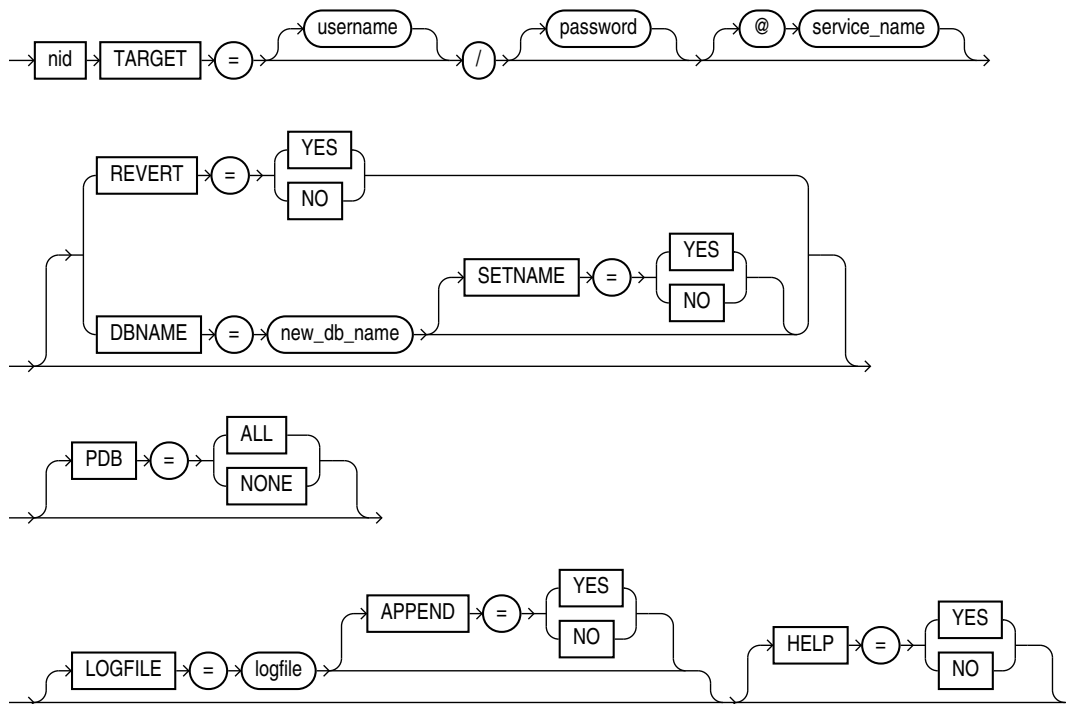 username password @ service_name
nid TARGET = /
YES
REVERT =
NO
YES
SETNAME =
NO
DBNAME = new_db_name
ALL
PDB =
NONE
YES
APPEND =
NO
YES
HELP =
NO
LOGFILE = logfile